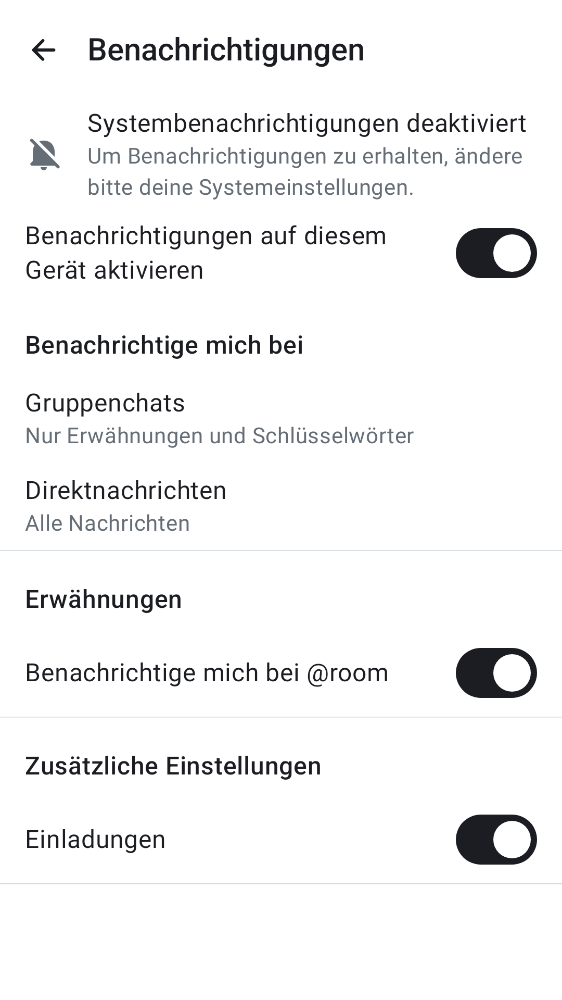 Benachrichtigungen
Systembenachrichtigungen deaktiviert
Um Benachrichtigungen zu erhalten, ändere
bitte deine Systemeinstellungen.
Benachrichtigungen auf diesem
Gerät aktivieren
Benachrichtige mich bei
Gruppenchats
Nur Erwähnungen und Schlüsselwörter
Direktnachrichten
Alle Nachrichten
Erwähnungen
Benachrichtige mich bei @room
Zusätzliche Einstellungen
Einladungen